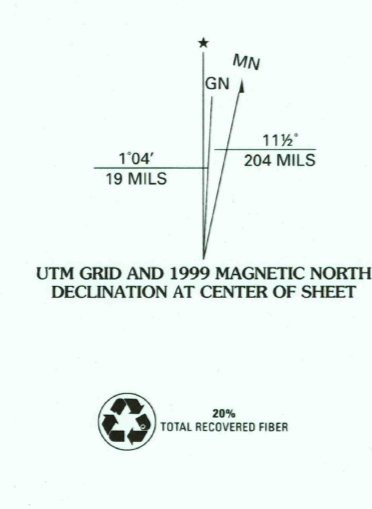 ★
MN
GN
11½°
204 MILS
1°04′
19 MILS
UTM GRID AND 1999 MAGNETIC NORTH
DECLINATION AT CENTER OF SHEET
20%
TOTAL RECOVERED FIBER